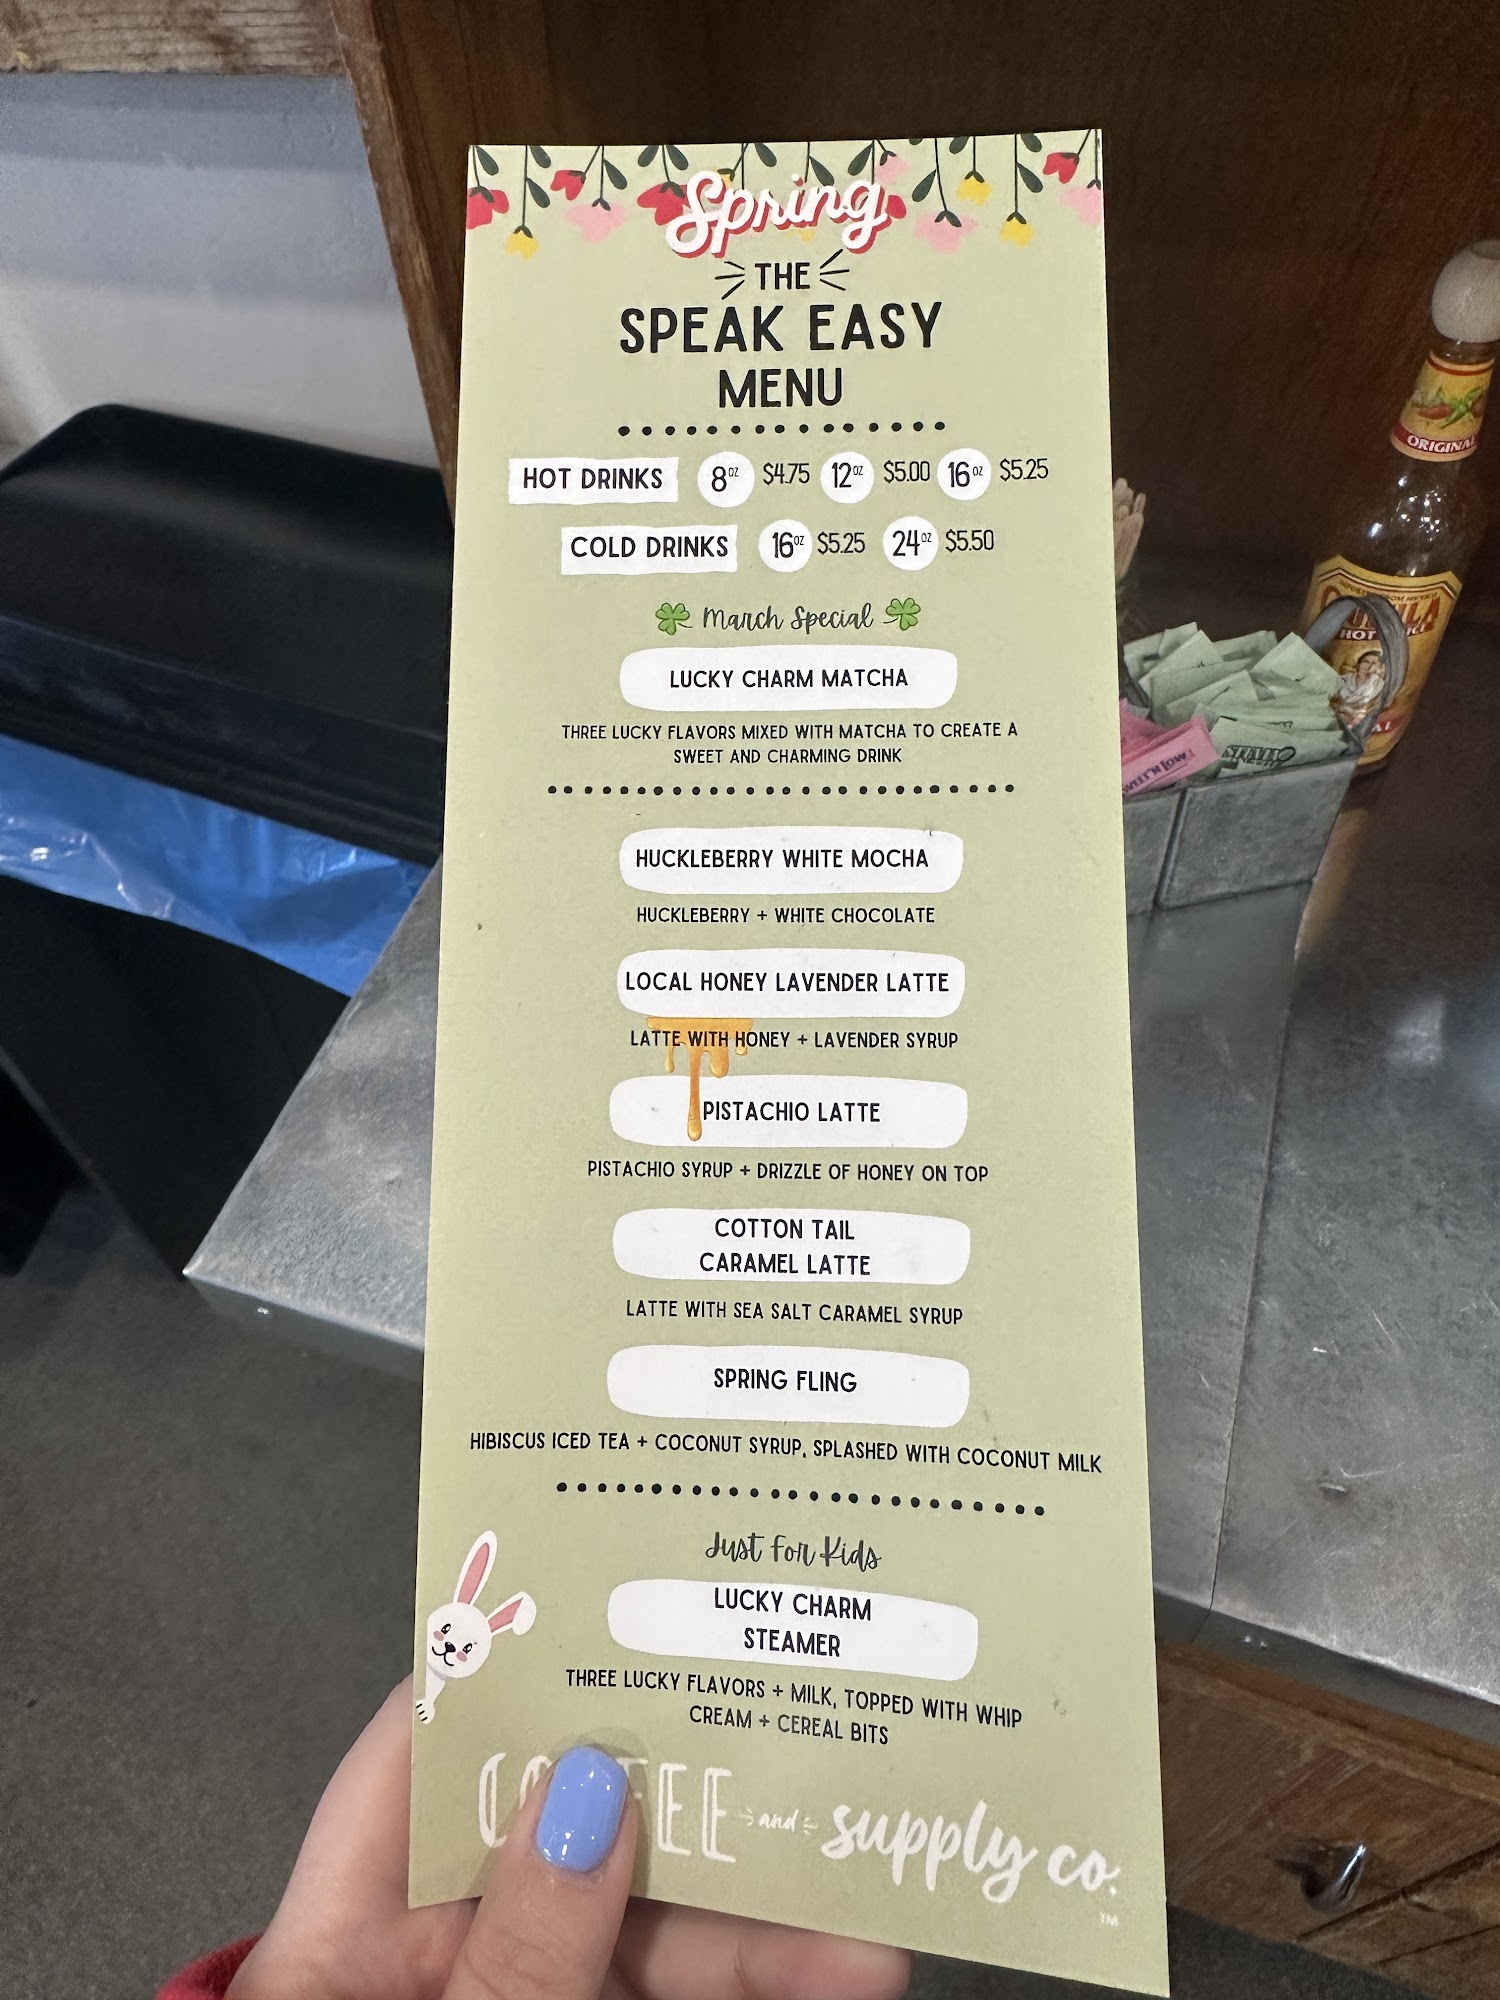 Spring
THE
SPEAK EASY
MENU
HOT DRINKS 8oz $4.75 12oz $5.00 16oz $5.25
COLD DRINKS 16oz $5.25 24oz $5.50
March Special
LUCKY CHARM MATCHA
THREE LUCKY FLAVORS MIXED WITH MATCHA TO CREATE A
SWEET AND CHARMING DRINK
HUCKLEBERRY WHITE MOCHA
HUCKLEBERRY + WHITE CHOCOLATE
LOCAL HONEY LAVENDER LATTE
LATTE WITH HONEY + LAVENDER SYRUP
PISTACHIO LATTE
PISTACHIO SYRUP + DRIZZLE OF HONEY ON TOP
COTTON TAIL
CARAMEL LATTE
LATTE WITH SEA SALT CARAMEL SYRUP
SPRING FLING
HIBISCUS ICED TEA + COCONUT SYRUP, SPLASHED WITH COCONUT MILK
Just For Kids
LUCKY CHARM
STEAMER
THREE LUCKY FLAVORS + MILK, TOPPED WITH WHIP
CREAM + CEREAL BITS
and supply co.
TM
ORIGINAL
HOT